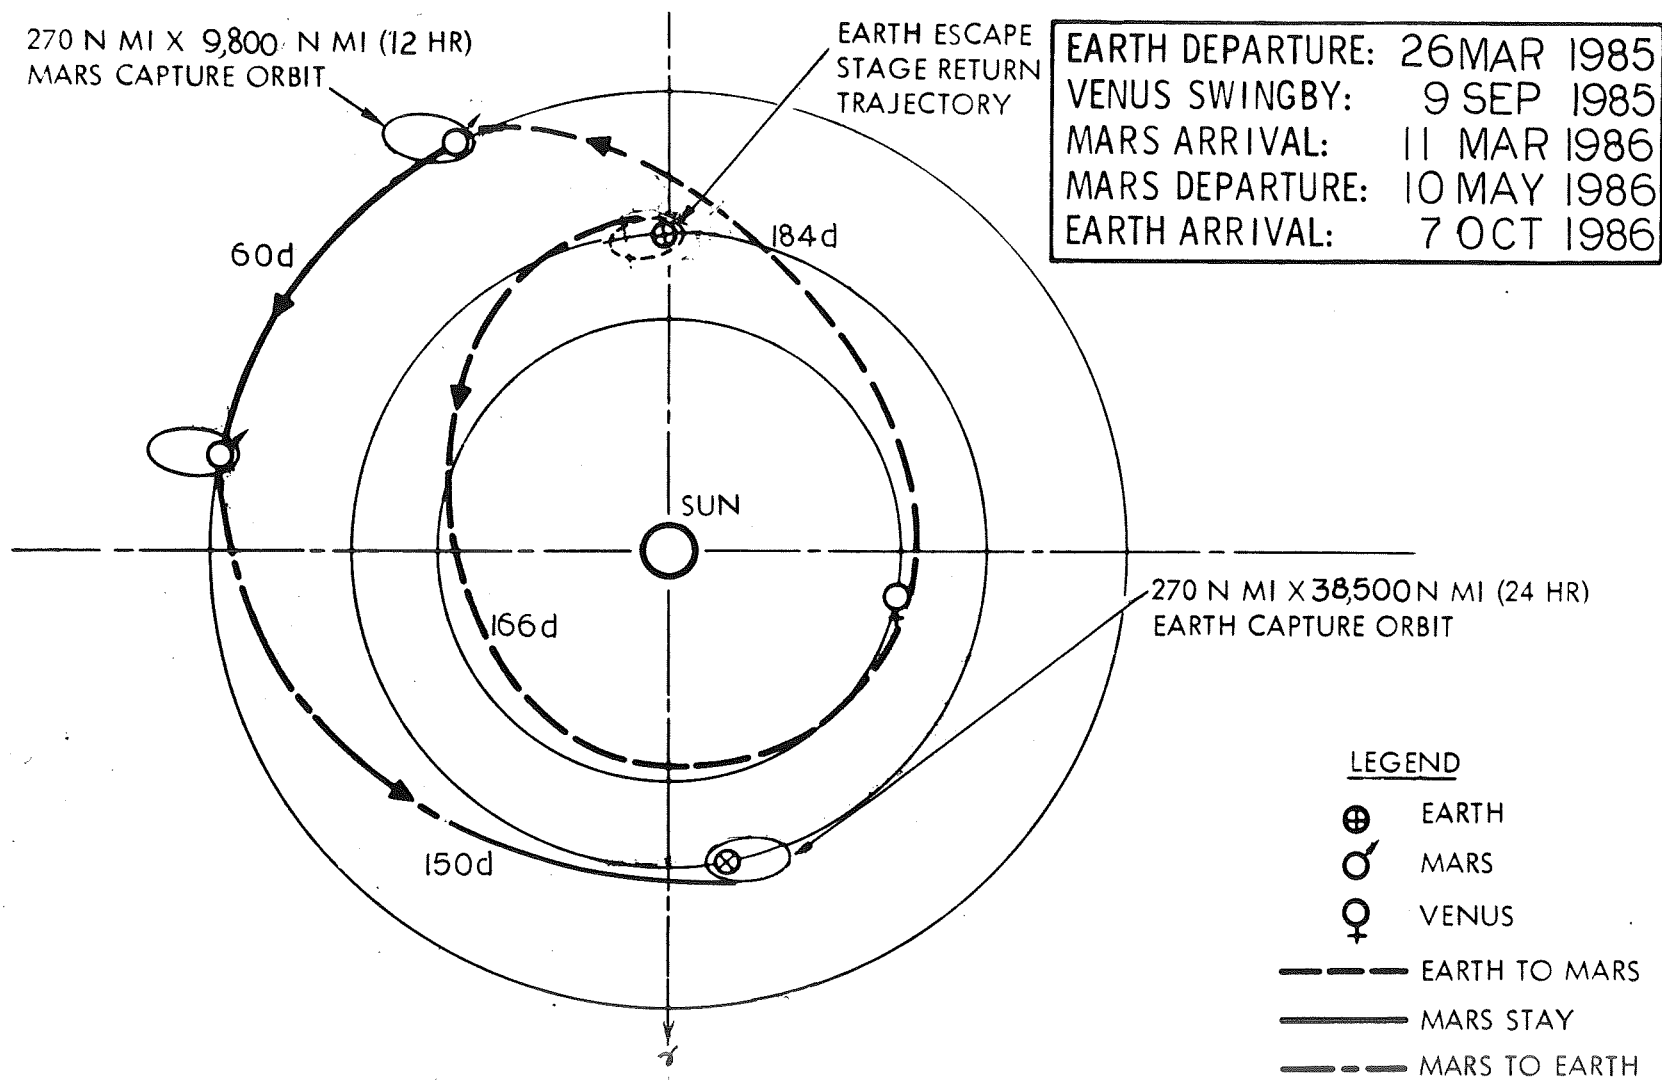 270 N MI X 9,800 N MI (12 HR)
MARS CAPTURE ORBIT
EARTH ESCAPE
STAGE RETURN
TRAJECTORY
EARTH DEPARTURE: 26 MAR 1985
VENUS SWINGBY: 9 SEP 1985
MARS ARRIVAL: 11 MAR 1986
MARS DEPARTURE: 10 MAY 1986
EARTH ARRIVAL: 7 OCT 1986
60d
184d
SUN
166d
270 N MI X 38,500 N MI (24 HR)
EARTH CAPTURE ORBIT
150d
LEGEND
⊕ EARTH
♂ MARS
♀ VENUS
EARTH TO MARS
MARS STAY
MARS TO EARTH
♈